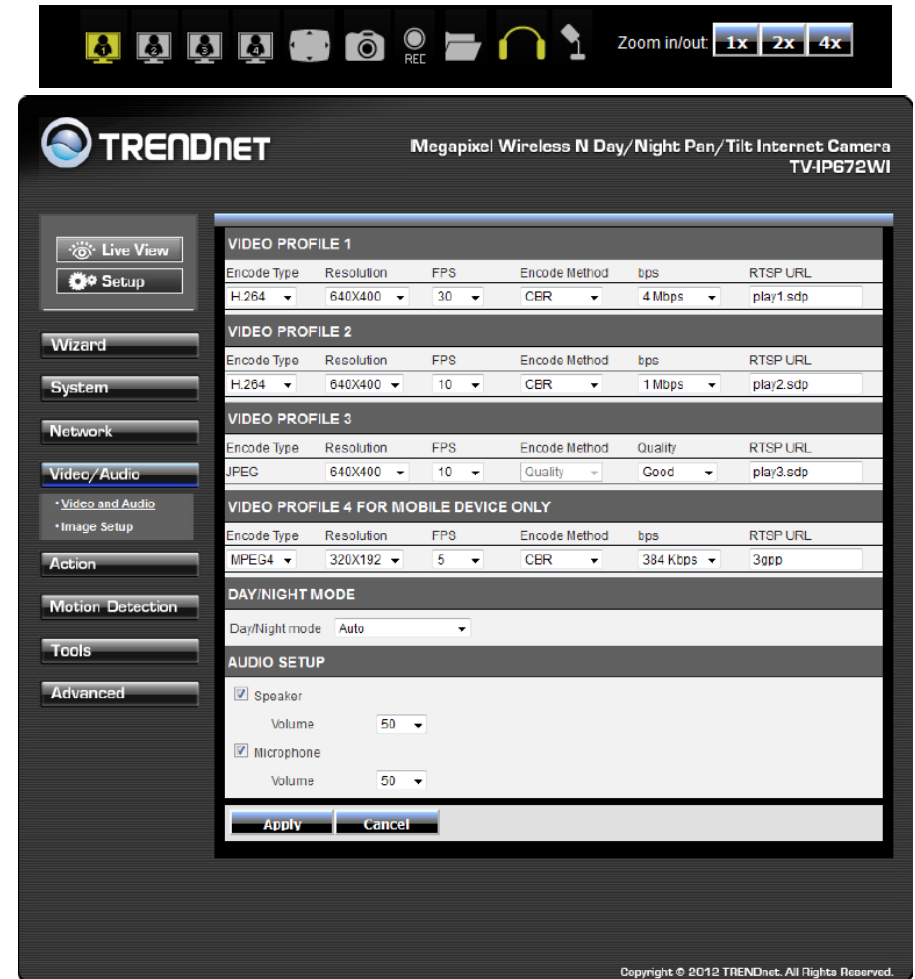 1 2 3 4 REC Zoom in/out: 1x 2x 4x
TRENDnet
Megapixel Wireless N Day/Night Pan/Tilt Internet Camera
TV-IP672WI
Live View
Setup
Wizard
System
Network
Video/Audio
• Video and Audio
• Image Setup
Action
Motion Detection
Tools
Advanced
VIDEO PROFILE 1
Encode Type Resolution FPS Encode Method bps RTSP URL
H.264 640X400 30 CBR 4 Mbps play1.sdp
VIDEO PROFILE 2
Encode Type Resolution FPS Encode Method bps RTSP URL
H.264 640X400 10 CBR 1 Mbps play2.sdp
VIDEO PROFILE 3
Encode Type Resolution FPS Encode Method Quality RTSP URL
JPEG 640X400 10 Quality Good play3.sdp
VIDEO PROFILE 4 FOR MOBILE DEVICE ONLY
Encode Type Resolution FPS Encode Method bps RTSP URL
MPEG4 320X192 5 CBR 384 Kbps 3gpp
DAY/NIGHT MODE
Day/Night mode Auto
AUDIO SETUP
Speaker
Volume 50
Microphone
Volume 50
Apply Cancel
Copyright © 2012 TRENDnet. All Rights Reserved.